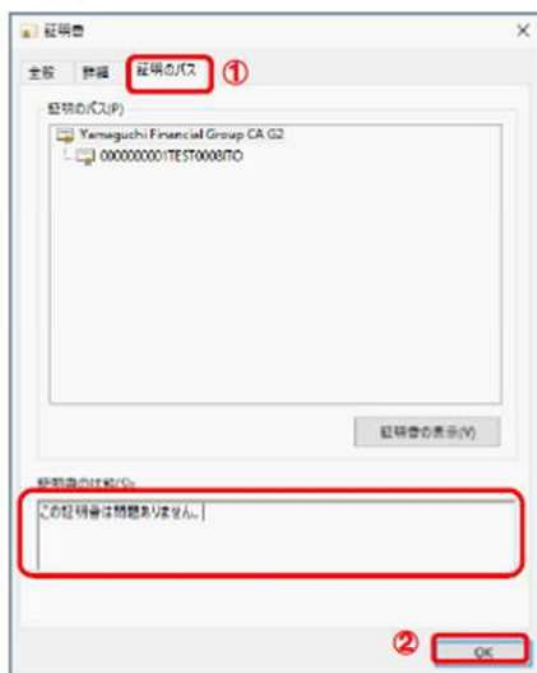 証明書
全般 詳細 証明のパス ①
証明のパス(P)
Yamaguchi Financial Group CA G2
0000000001TEST0008ITO
証明書の表示(V)
証明書の状態(S):
この証明書は問題ありません。
② OK